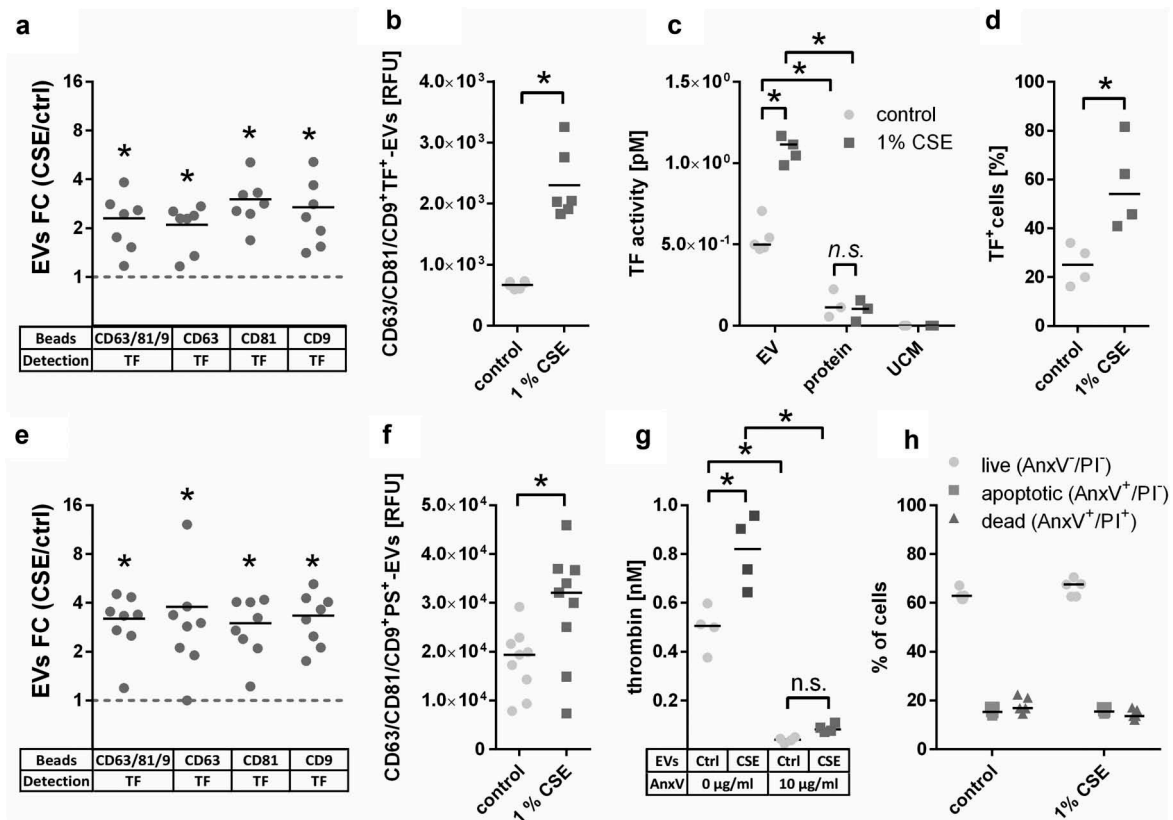 a
EVs FC (CSE/ctrl)
16
8
4
2
1
* * * *
Beads CD63/81/9 CD63 CD81 CD9
Detection TF TF TF TF
b
CD63/CD81/CD9⁺TF⁺-EVs [RFU]
4.0×10³
3.0×10³
2.0×10³
1.0×10³
0
*
control
1 % CSE
c
TF activity [pM]
1.5×10⁰
1.0×10⁰
5.0×10⁻¹
0
*
*
*
n.s.
control
1% CSE
EV
protein
UCM
d
TF⁺ cells [%]
100
80
60
40
20
0
*
control
1% CSE
e
EVs FC (CSE/ctrl)
16
4
2
1
* * * *
Beads CD63/81/9 CD63 CD81 CD9
Detection TF TF TF TF
f
CD63/CD81/CD9⁺PS⁺-EVs [RFU]
5.0×10⁴
4.0×10⁴
3.0×10⁴
2.0×10⁴
1.0×10⁴
0
*
control
1 % CSE
g
thrombin [nM]
1.0
0.8
0.6
0.4
0.2
*
*
*
n.s.
EVs Ctrl CSE Ctrl CSE
AnxV 0 µg/ml 10 µg/ml
h
live (AnxV⁻/PI⁻)
apoptotic (AnxV⁺/PI⁻)
dead (AnxV⁺/PI⁺)
% of cells
100
80
60
40
20
0
control
1% CSE